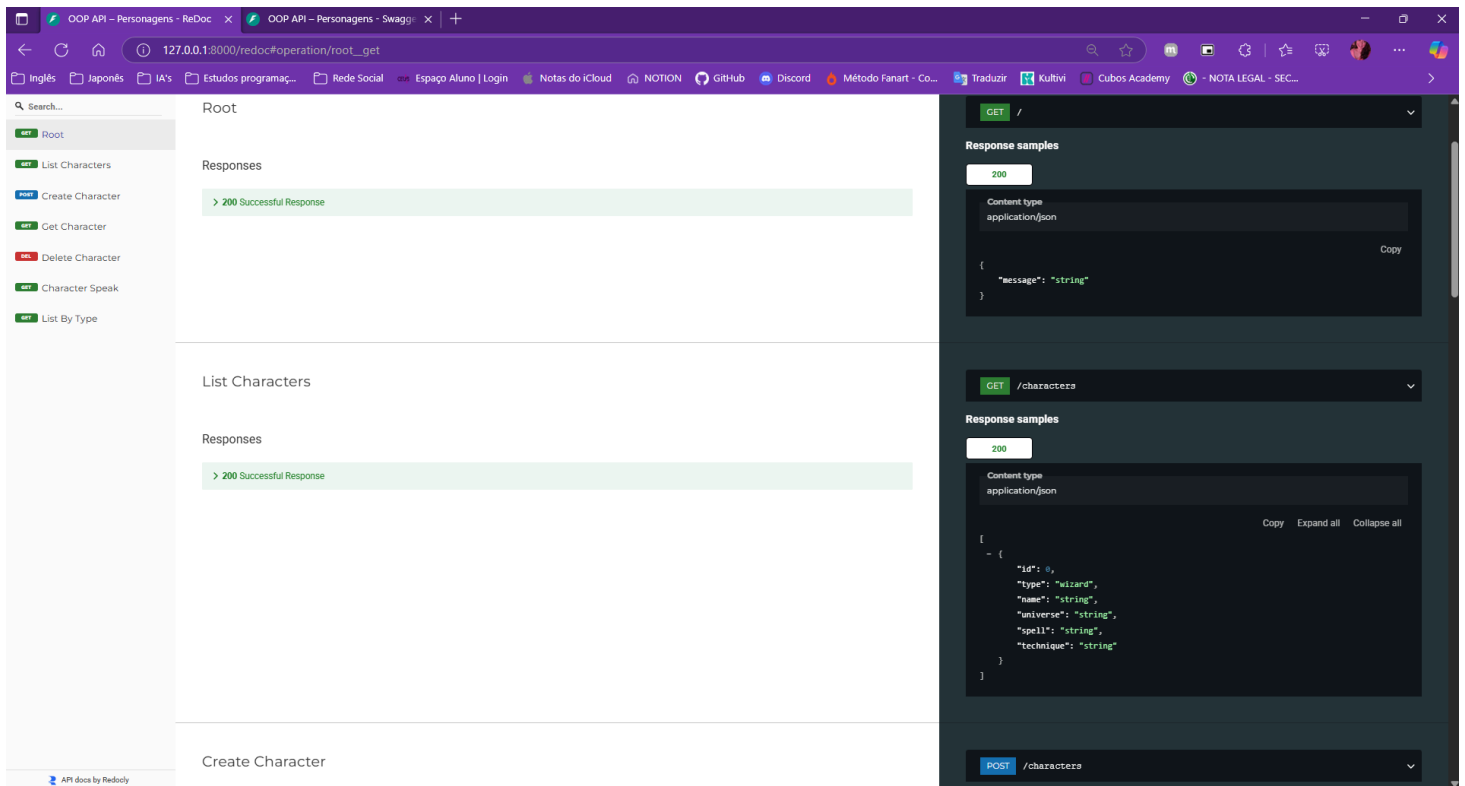 OOP API – Personagens - ReDoc
OOP API – Personagens - Swagge
127.0.0.1:8000/redoc#operation/root__get
Inglês
Japonês
IA's
Estudos programaç...
Rede Social
Espaço Aluno | Login
Notas do iCloud
NOTION
GitHub
Discord
Método Fanart - Co...
Traduzir
Kultivi
Cubos Academy
- NOTA LEGAL - SEC...
Search...
GET Root
GET List Characters
POST Create Character
GET Get Character
DEL Delete Character
GET Character Speak
GET List By Type
API docs by Redocly
Root
Responses
200 Successful Response
GET /
Response samples
200
Content type
application/json
Copy
{
"message": "string"
}
List Characters
Responses
200 Successful Response
GET /characters
Response samples
200
Content type
application/json
Copy Expand all Collapse all
[
- {
"id": 0,
"type": "wizard",
"name": "string",
"universe": "string",
"spell": "string",
"technique": "string"
}
]
Create Character
POST /characters